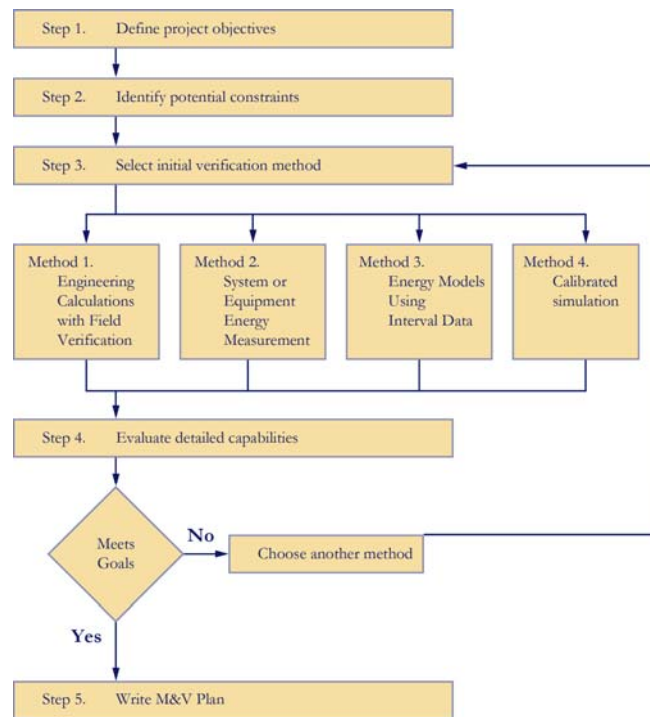 Step 1. Define project objectives
Step 2. Identify potential constraints
Step 3. Select initial verification method
Method 1.
Engineering
Calculations
with Field
Verification
Method 2.
System or
Equipment
Energy
Measurement
Method 3.
Energy Models
Using
Interval Data
Method 4.
Calibrated
simulation
Step 4. Evaluate detailed capabilities
Meets
Goals
No
Choose another method
Yes
Step 5. Write M&V Plan